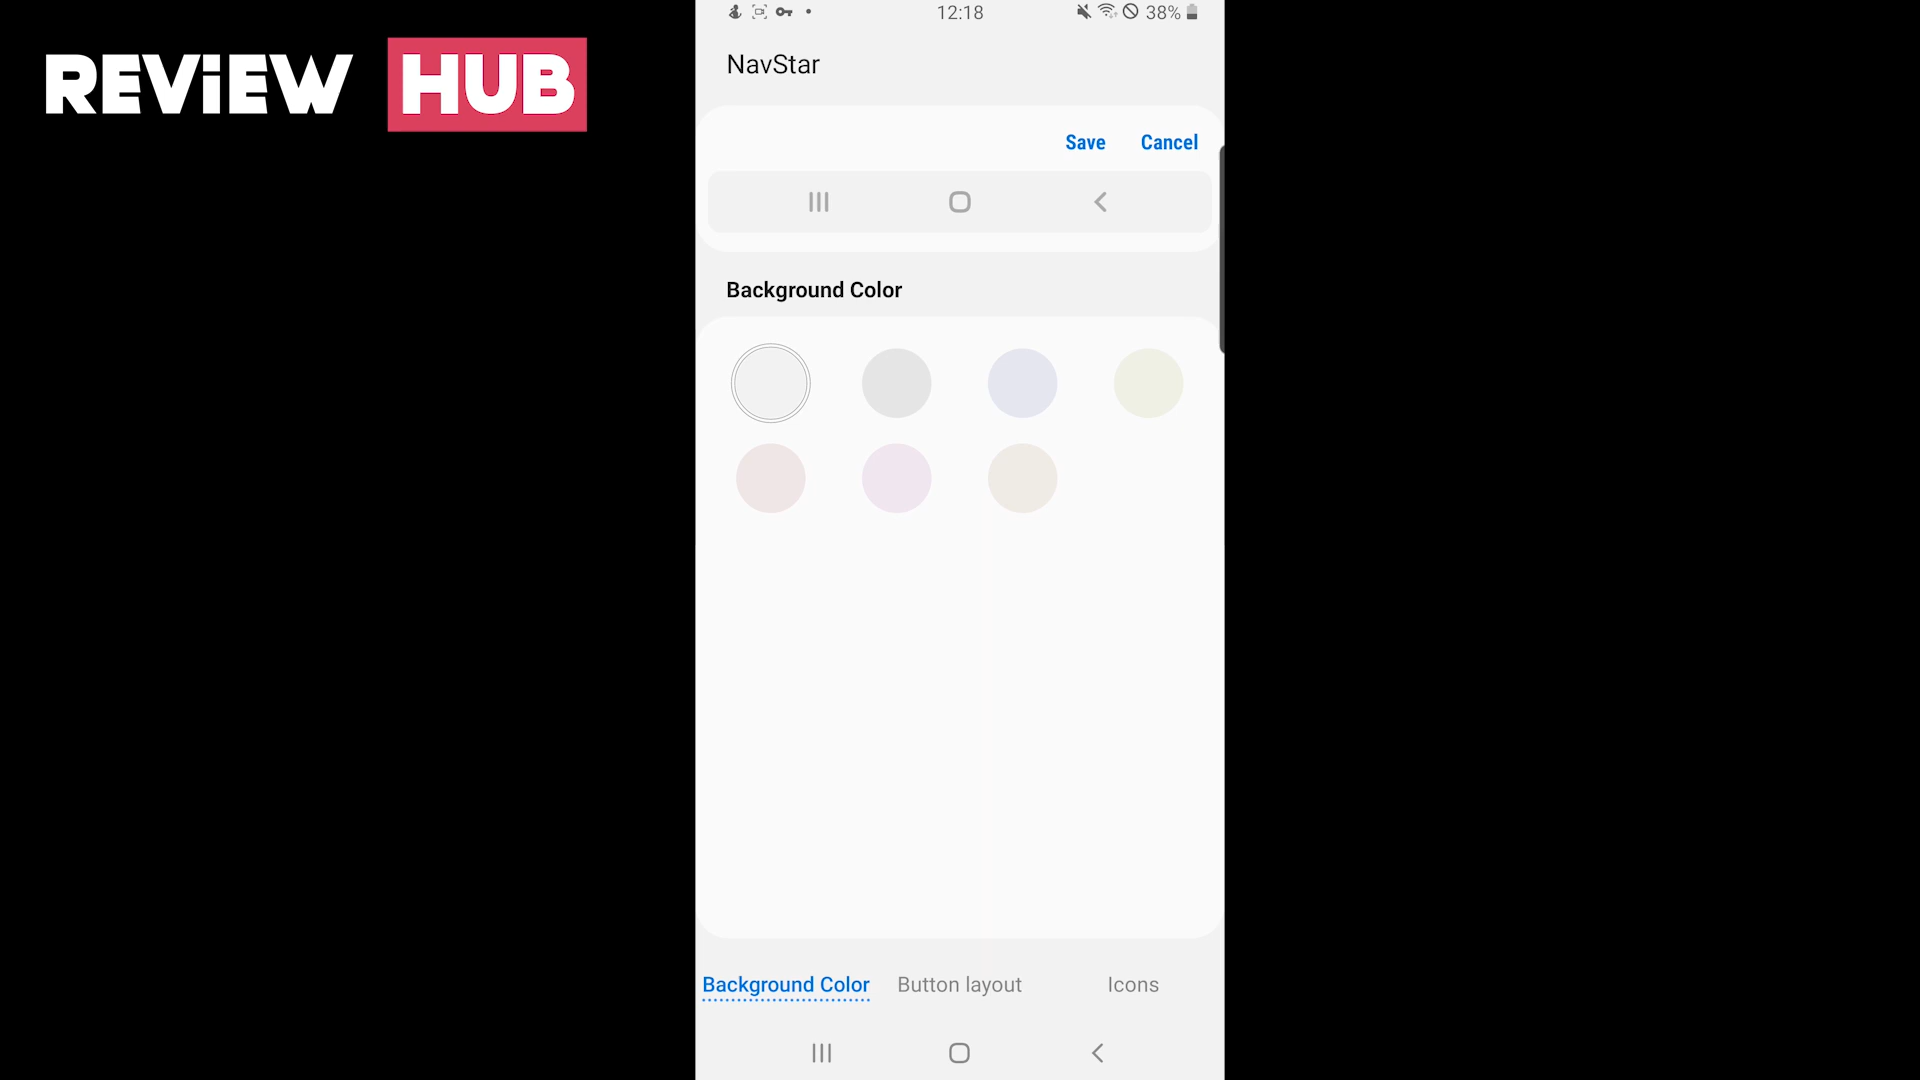 REViEW HUB
12:18
38%
NavStar
Save Cancel
Background Color
Background Color Button layout Icons